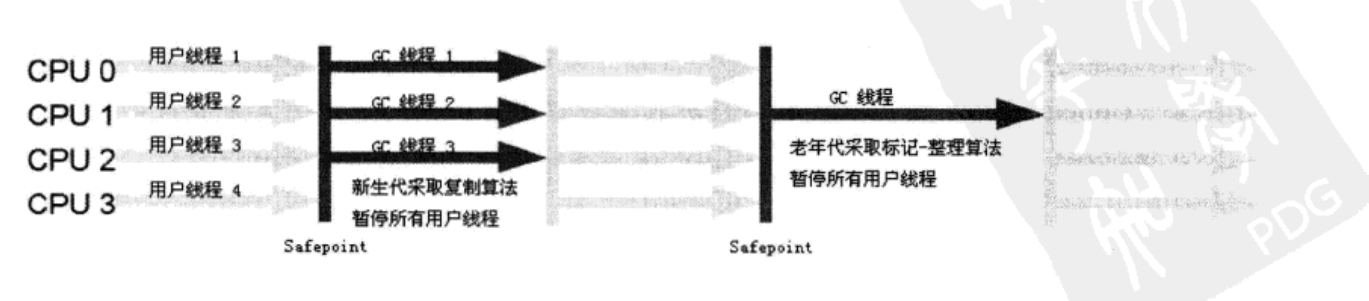 CPU 0
用户线程 1
GC 线程 1
CPU 1
用户线程 2
GC 线程 2
GC 线程
CPU 2
用户线程 3
GC 线程 3
老年代采取标记-整理算法
CPU 3
用户线程 4
新生代采取复制算法
暂停所有用户线程
暂停所有用户线程
Safepoint
Safepoint
PDG